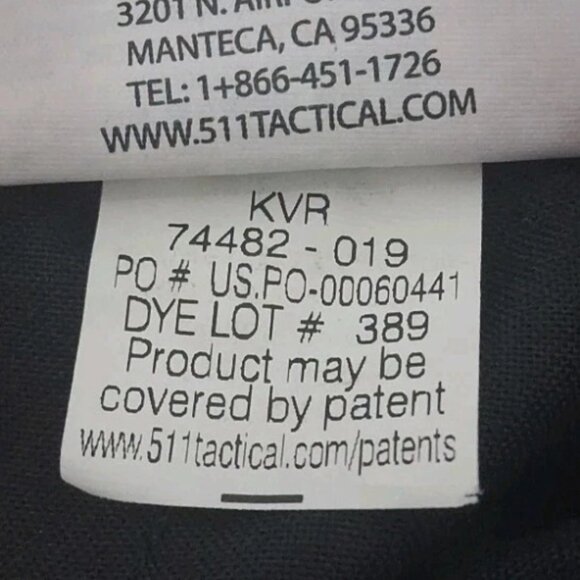 3201 N.
MANTECA, CA 95336
TEL: 1+866-451-1726
WWW.511TACTICAL.COM
KVR
74482 - 019
PO # US.PO-00060441
DYE LOT # 389
Product may be
covered by patent
www.511tactical.com/patents